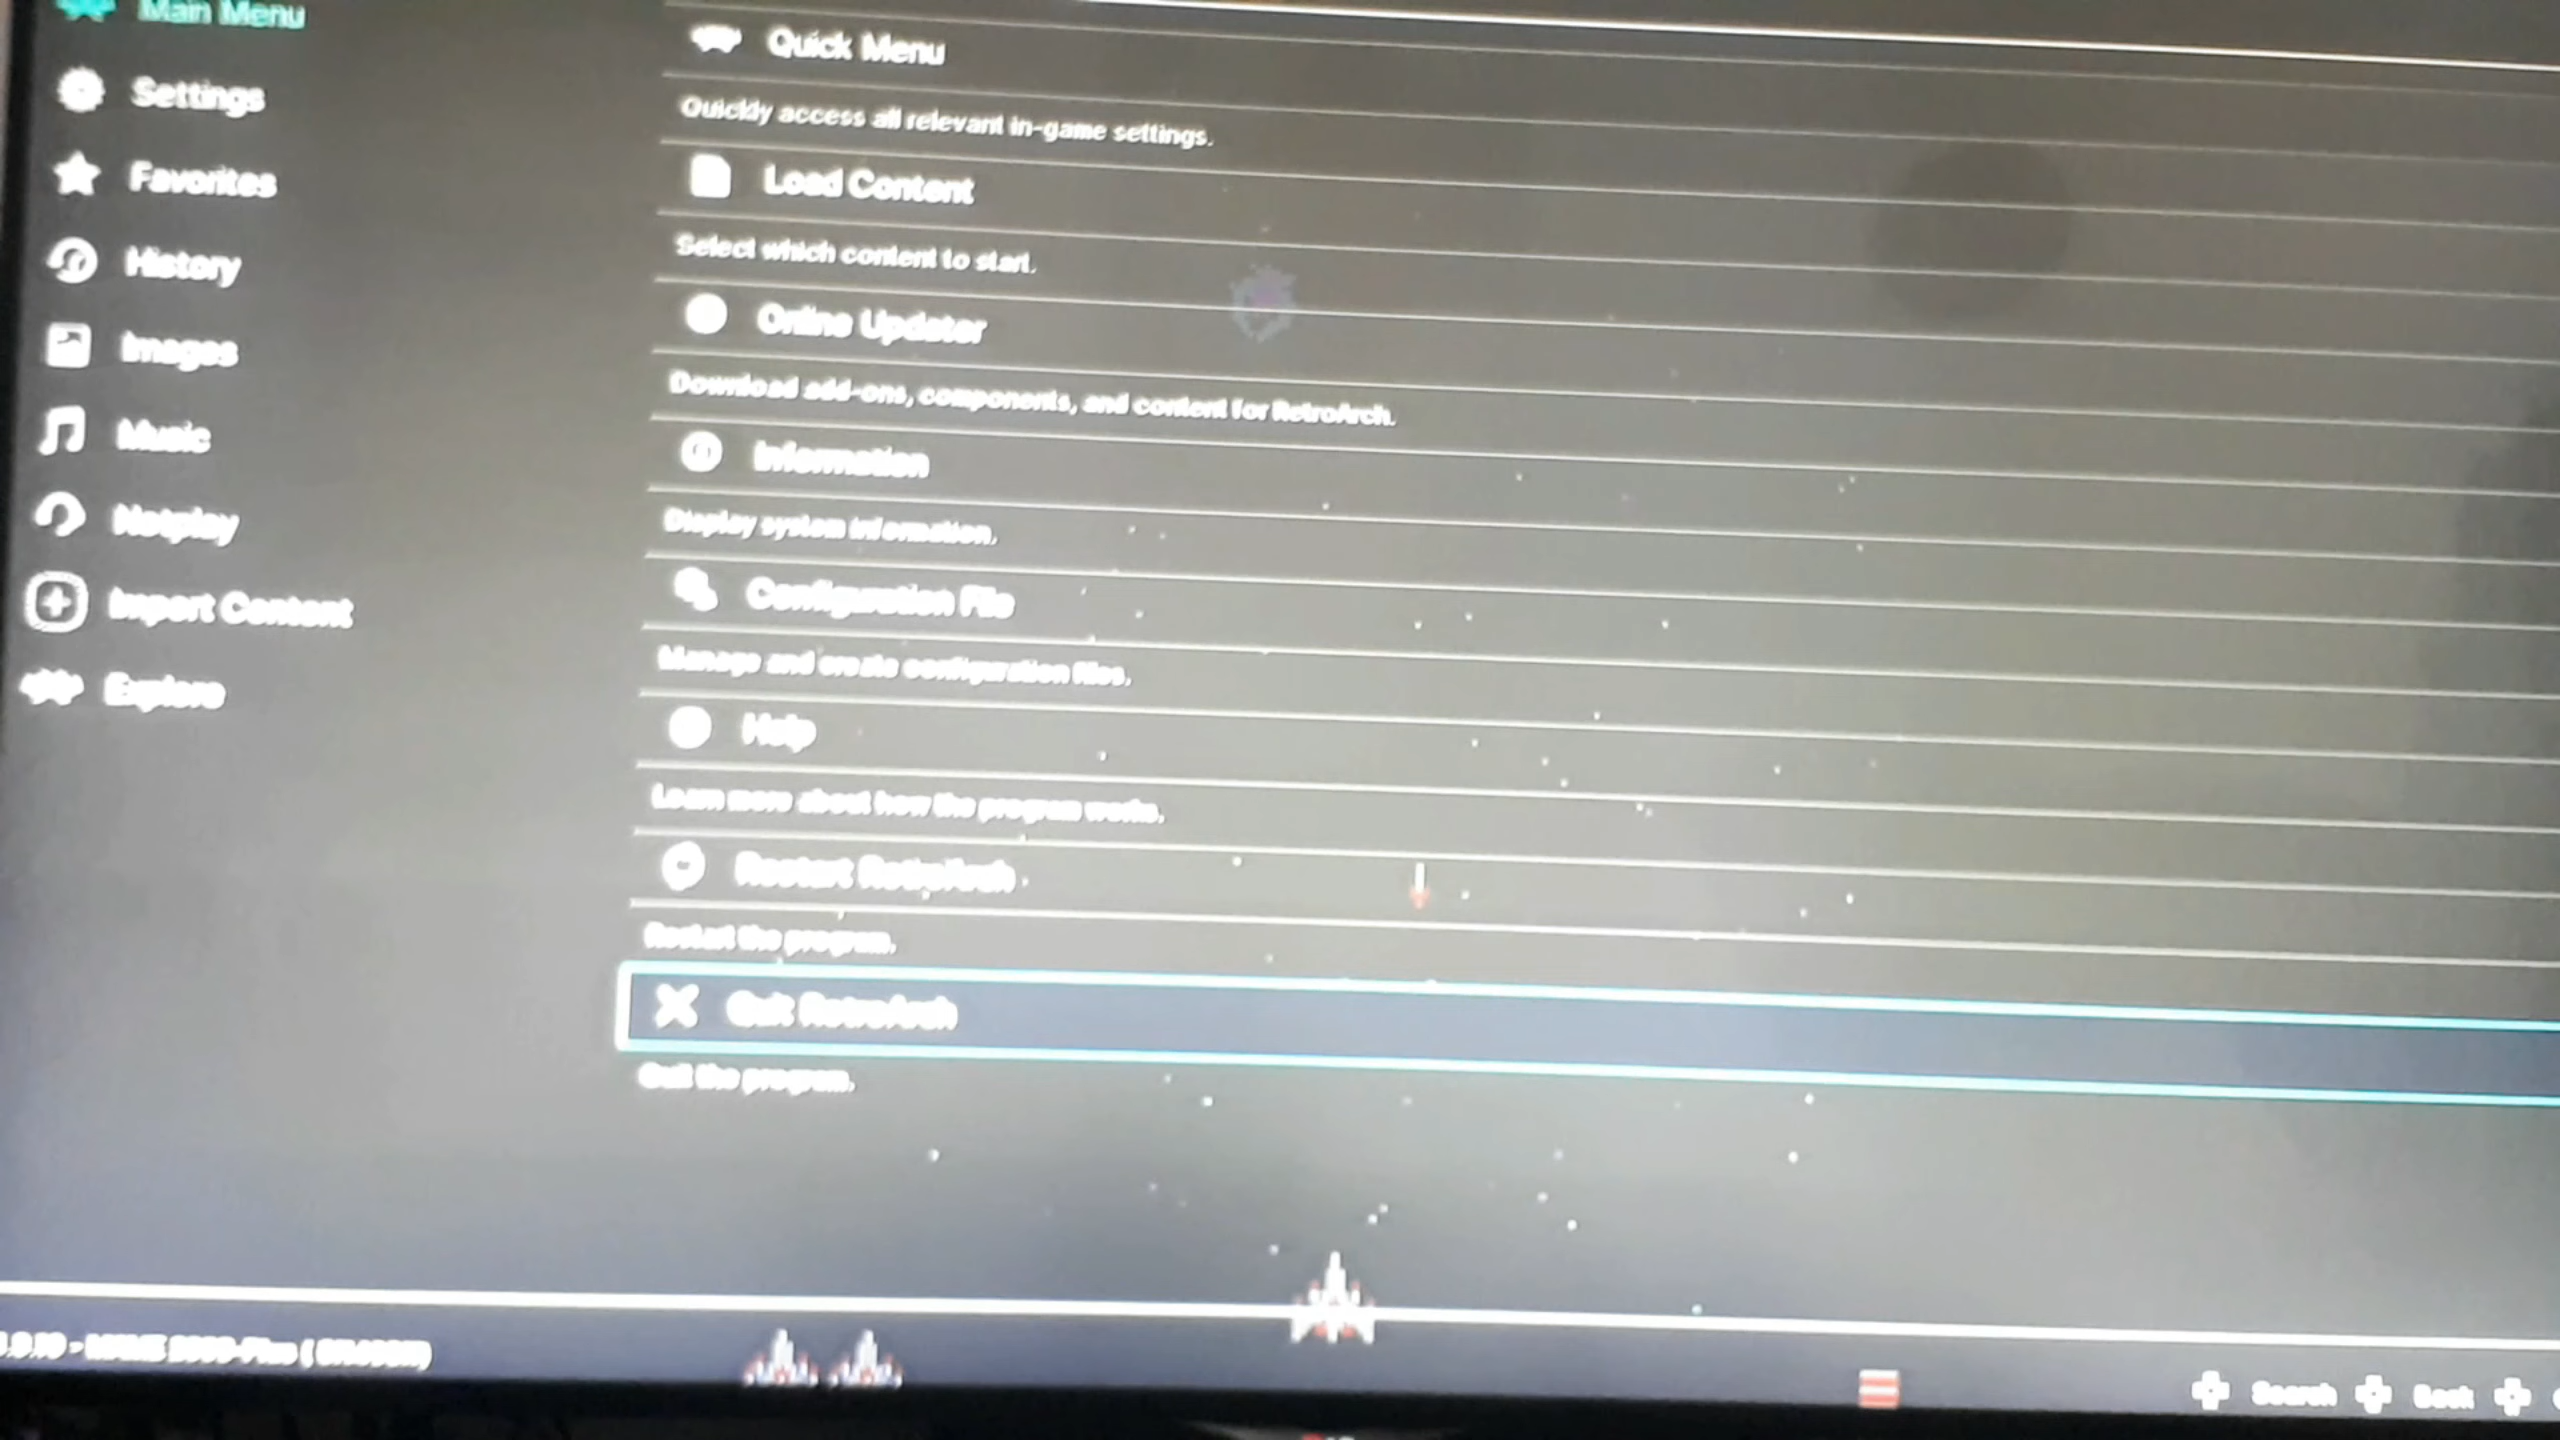 Main Menu
Settings
Favorites
History
Images
Music
Netplay
Import Content
Explore
Quick Menu
Quickly access all relevant in-game settings.
Load Content
Select which content to start.
Online Updater
Download add-ons, components, and content for RetroArch.
Information
Display system information.
Configuration File
Manage and create configuration files.
Help
Learn more about how the program works.
Restart RetroArch
Restart the program.
Quit RetroArch
Quit the program.
- MAME 2003-Plus (
Search
Back